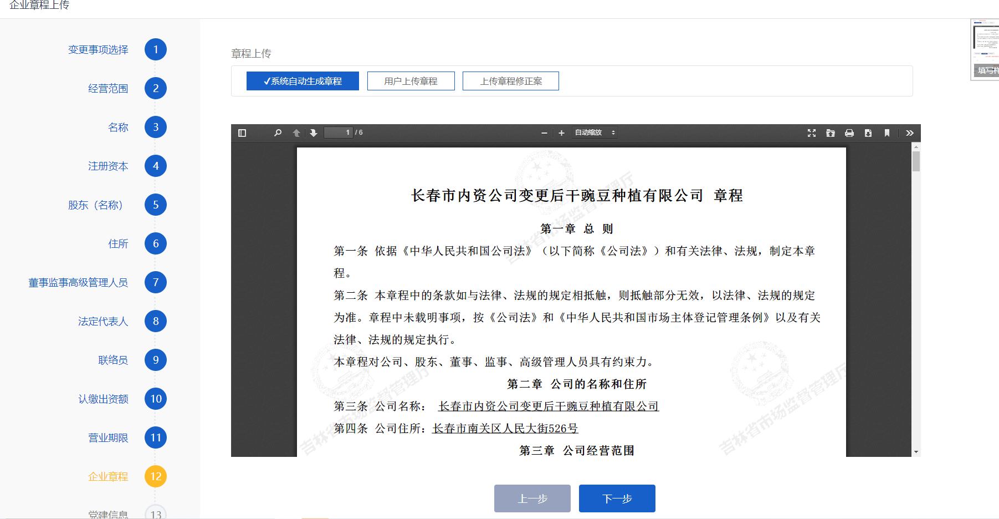 企业章程上传
变更事项选择 1
经营范围 2
名称 3
注册资本 4
股东（名称） 5
住所 6
董事监事高级管理人员 7
法定代表人 8
联络员 9
认缴出资额 10
营业期限 11
企业章程 12
党建信息 13
章程上传
✓系统自动生成章程 用户上传章程 上传章程修正案
1 / 6 自动缩放
长春市内资公司变更后干豌豆种植有限公司 章程
第一章 总 则
第一条 依据《中华人民共和国公司法》（以下简称《公司法》）和有关法律、法规，制定本章
程。
第二条 本章程中的条款如与法律、法规的规定相抵触，则抵触部分无效，以法律、法规的规定
为准。章程中未载明事项，按《公司法》和《中华人民共和国市场主体登记管理条例》以及有关
法律、法规的规定执行。
本章程对公司、股东、董事、监事、高级管理人员具有约束力。
第二章 公司的名称和住所
第三条 公司名称： 长春市内资公司变更后干豌豆种植有限公司
第四条 公司住所：长春市南关区人民大街526号
第三章 公司经营范围
吉林省市场监督管理厅
吉林省市场监督管理厅
吉林省市场监督管理厅
上一步 下一步
填写样